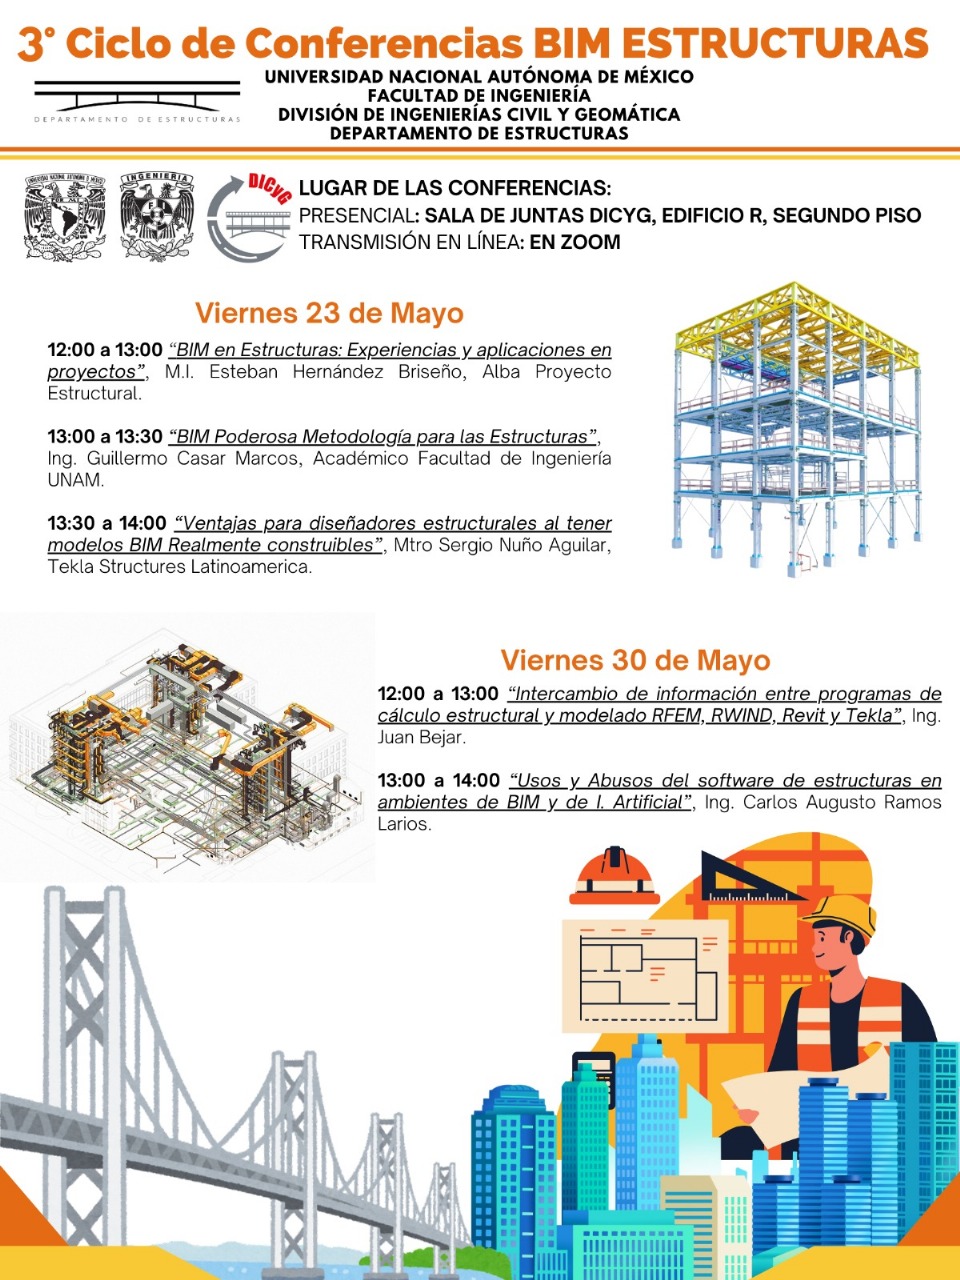 3° Ciclo de Conferencias BIM ESTRUCTURAS
UNIVERSIDAD NACIONAL AUTÓNOMA DE MÉXICO
FACULTAD DE INGENIERÍA
DIVISIÓN DE INGENIERÍAS CIVIL Y GEOMÁTICA
DEPARTAMENTO DE ESTRUCTURAS
DEPARTAMENTO DE ESTRUCTURAS
INGENIERIA
DICyG
LUGAR DE LAS CONFERENCIAS:
PRESENCIAL: SALA DE JUNTAS DICYG, EDIFICIO R, SEGUNDO PISO
TRANSMISIÓN EN LÍNEA: EN ZOOM
Viernes 23 de Mayo
12:00 a 13:00 “BIM en Estructuras: Experiencias y aplicaciones en
proyectos”, M.I. Esteban Hernández Briseño, Alba Proyecto
Estructural.
13:00 a 13:30 “BIM Poderosa Metodología para las Estructuras”,
Ing. Guillermo Casar Marcos, Académico Facultad de Ingeniería
UNAM.
13:30 a 14:00 “Ventajas para diseñadores estructurales al tener
modelos BIM Realmente construibles”, Mtro Sergio Nuño Aguilar,
Tekla Structures Latinoamerica.
Viernes 30 de Mayo
12:00 a 13:00 “Intercambio de información entre programas de
cálculo estructural y modelado RFEM, RWIND, Revit y Tekla”, Ing.
Juan Bejar.
13:00 a 14:00 “Usos y Abusos del software de estructuras en
ambientes de BIM y de I. Artificial”, Ing. Carlos Augusto Ramos
Larios.